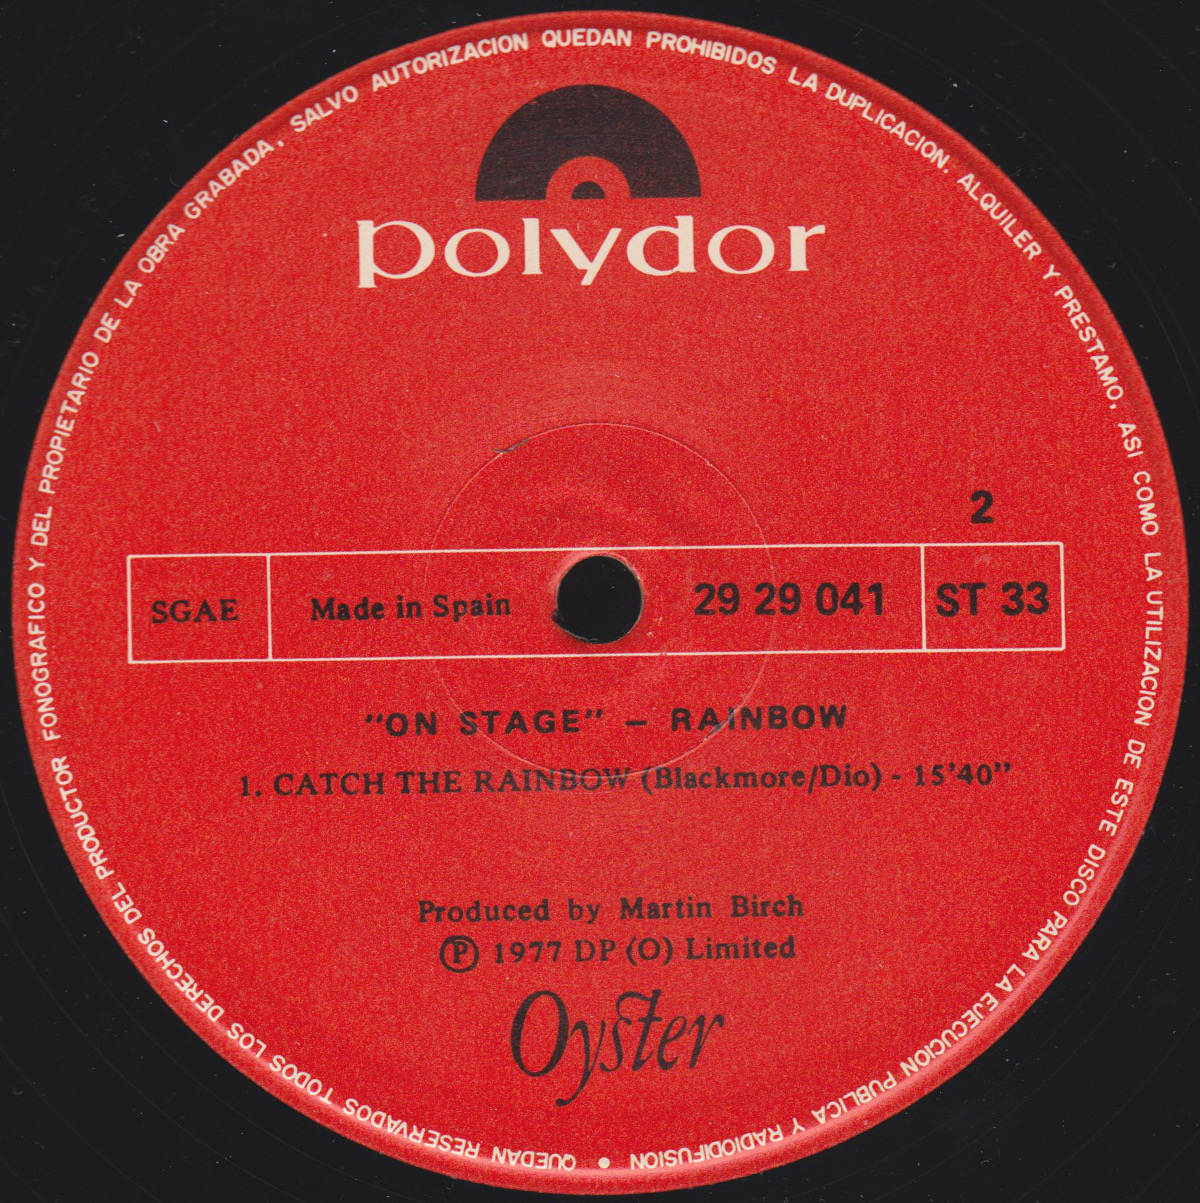 polydor
2
SGAE
Made in Spain
29 29 041
ST 33
"ON STAGE" – RAINBOW
1. CATCH THE RAINBOW (Blackmore/Dio) - 15'40"
Produced by Martin Birch
Ⓟ 1977 DP (O) Limited
Oyster
QUEDAN RESERVADOS TODOS LOS DERECHOS DEL PRODUCTOR FONOGRAFICO Y DEL PROPIETARIO DE LA OBRA GRABADA. SALVO AUTORIZACION QUEDAN PROHIBIDOS LA DUPLICACION. ALQUILER Y PRESTAMO, ASI COMO LA UTILIZACION DE ESTE DISCO PARA LA EJECUCION PUBLICA Y RADIODIFUSION •